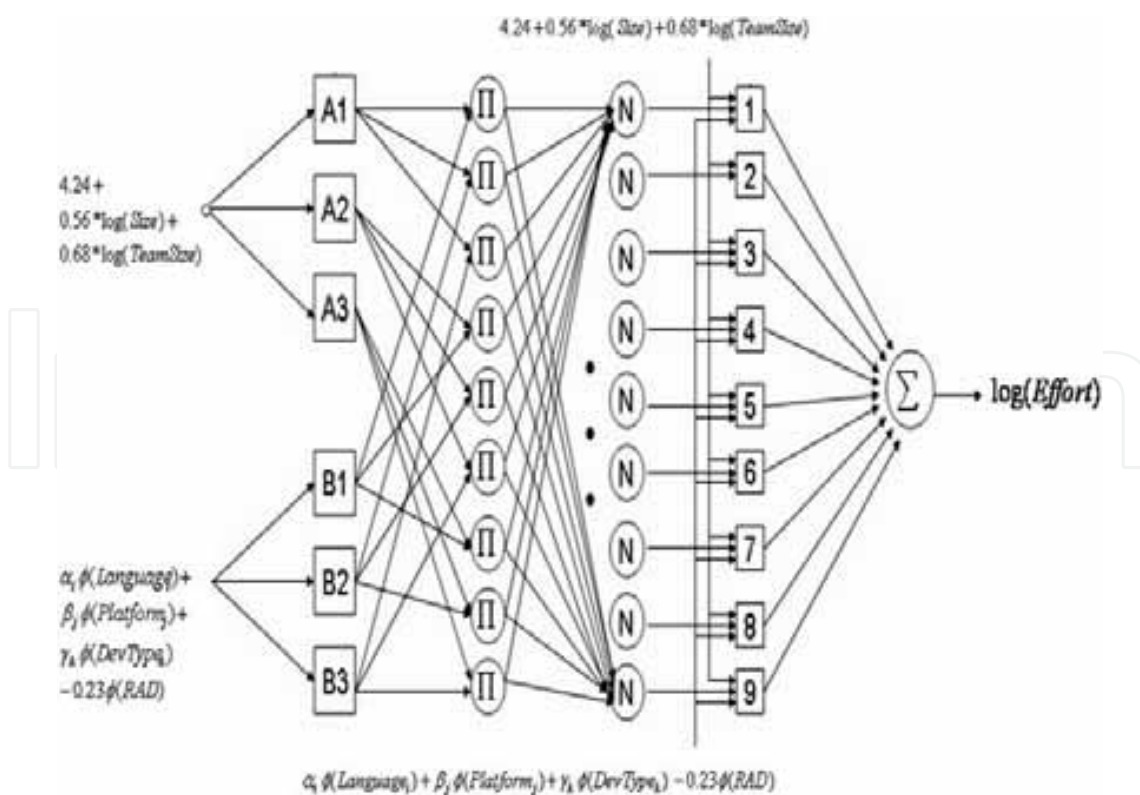 4.24+0.56*log(Size)+0.68*log(TeamSize)
4.24+
0.56*log(Size)+
0.68*log(TeamSize)
A1
A2
A3
B1
B2
B3
αᵢ ϕ(Languageᵢ)+
βⱼ ϕ(Platformⱼ)+
γₖ ϕ(DevTypeₖ)
−0.23ϕ(RAD)
Π
Π
Π
Π
Π
Π
Π
Π
Π
N
N
N
N
N
N
N
N
N
1
2
3
4
5
6
7
8
9
Σ
log(Effort)
αᵢ ϕ(Languageᵢ)+βⱼ ϕ(Platformⱼ)+γₖ ϕ(DevTypeₖ)−0.23ϕ(RAD)